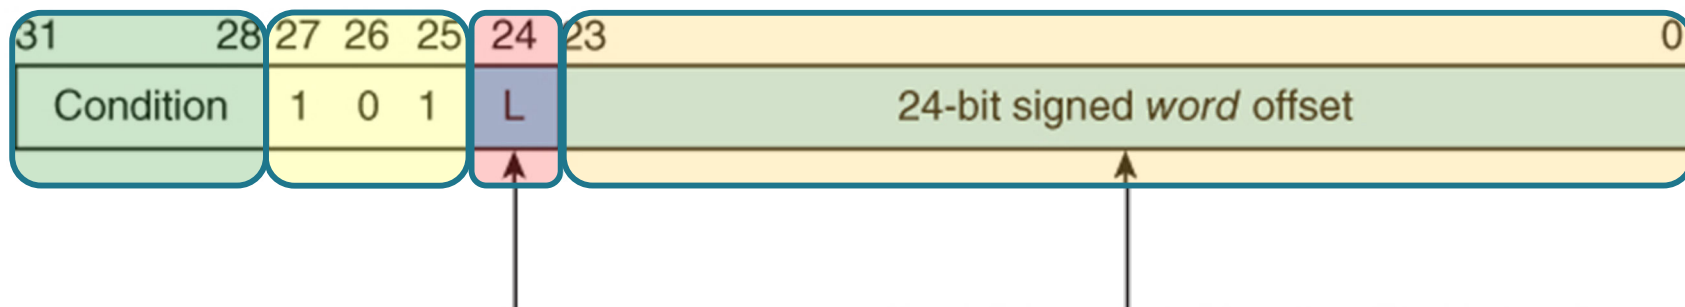 31 28 27 26 25 24 23 0
Condition 1 0 1 L 24-bit signed word offset